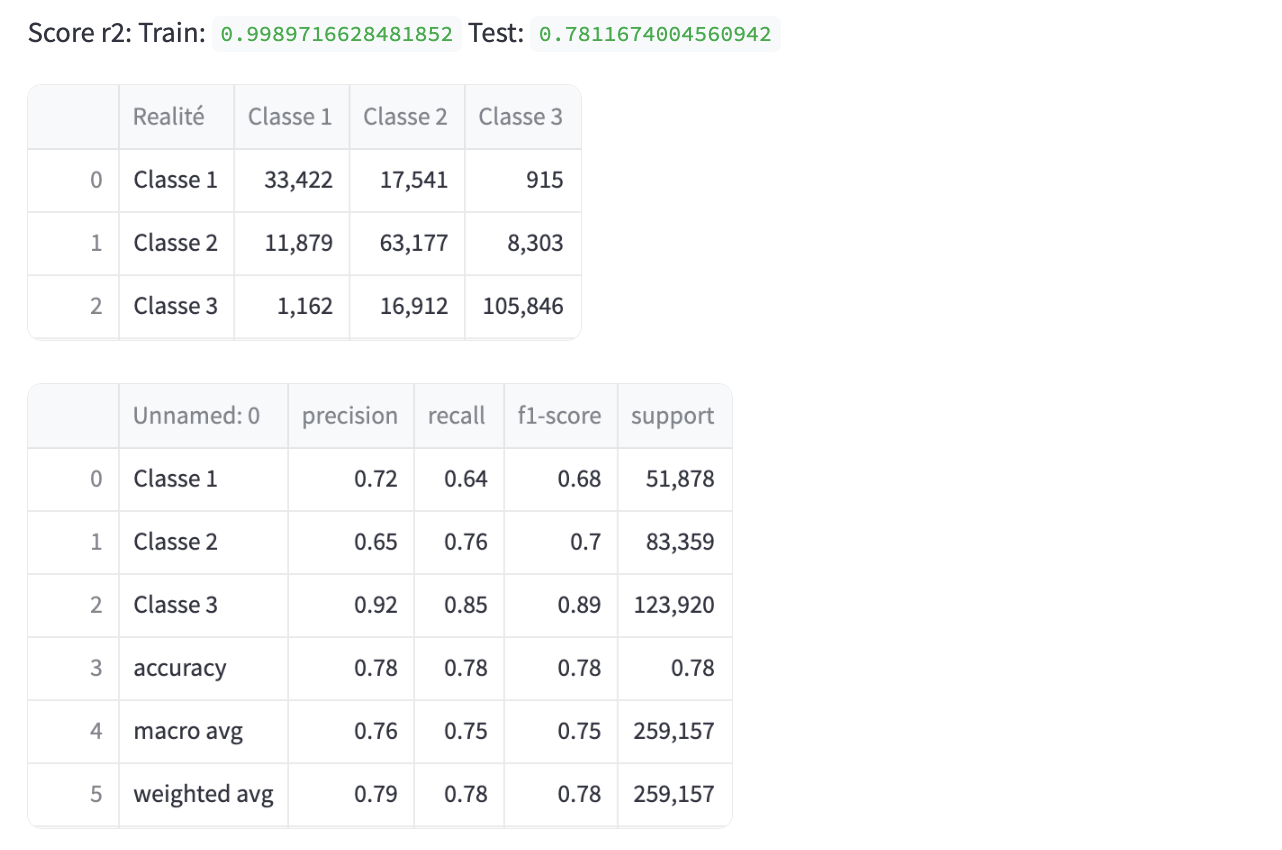 Score r2: Train: 0.9989716628481852 Test: 0.7811674004560942
Realité Classe 1 Classe 2 Classe 3
0 Classe 1 33,422 17,541 915
1 Classe 2 11,879 63,177 8,303
2 Classe 3 1,162 16,912 105,846
Unnamed: 0 precision recall f1-score support
0 Classe 1 0.72 0.64 0.68 51,878
1 Classe 2 0.65 0.76 0.7 83,359
2 Classe 3 0.92 0.85 0.89 123,920
3 accuracy 0.78 0.78 0.78 0.78
4 macro avg 0.76 0.75 0.75 259,157
5 weighted avg 0.79 0.78 0.78 259,157